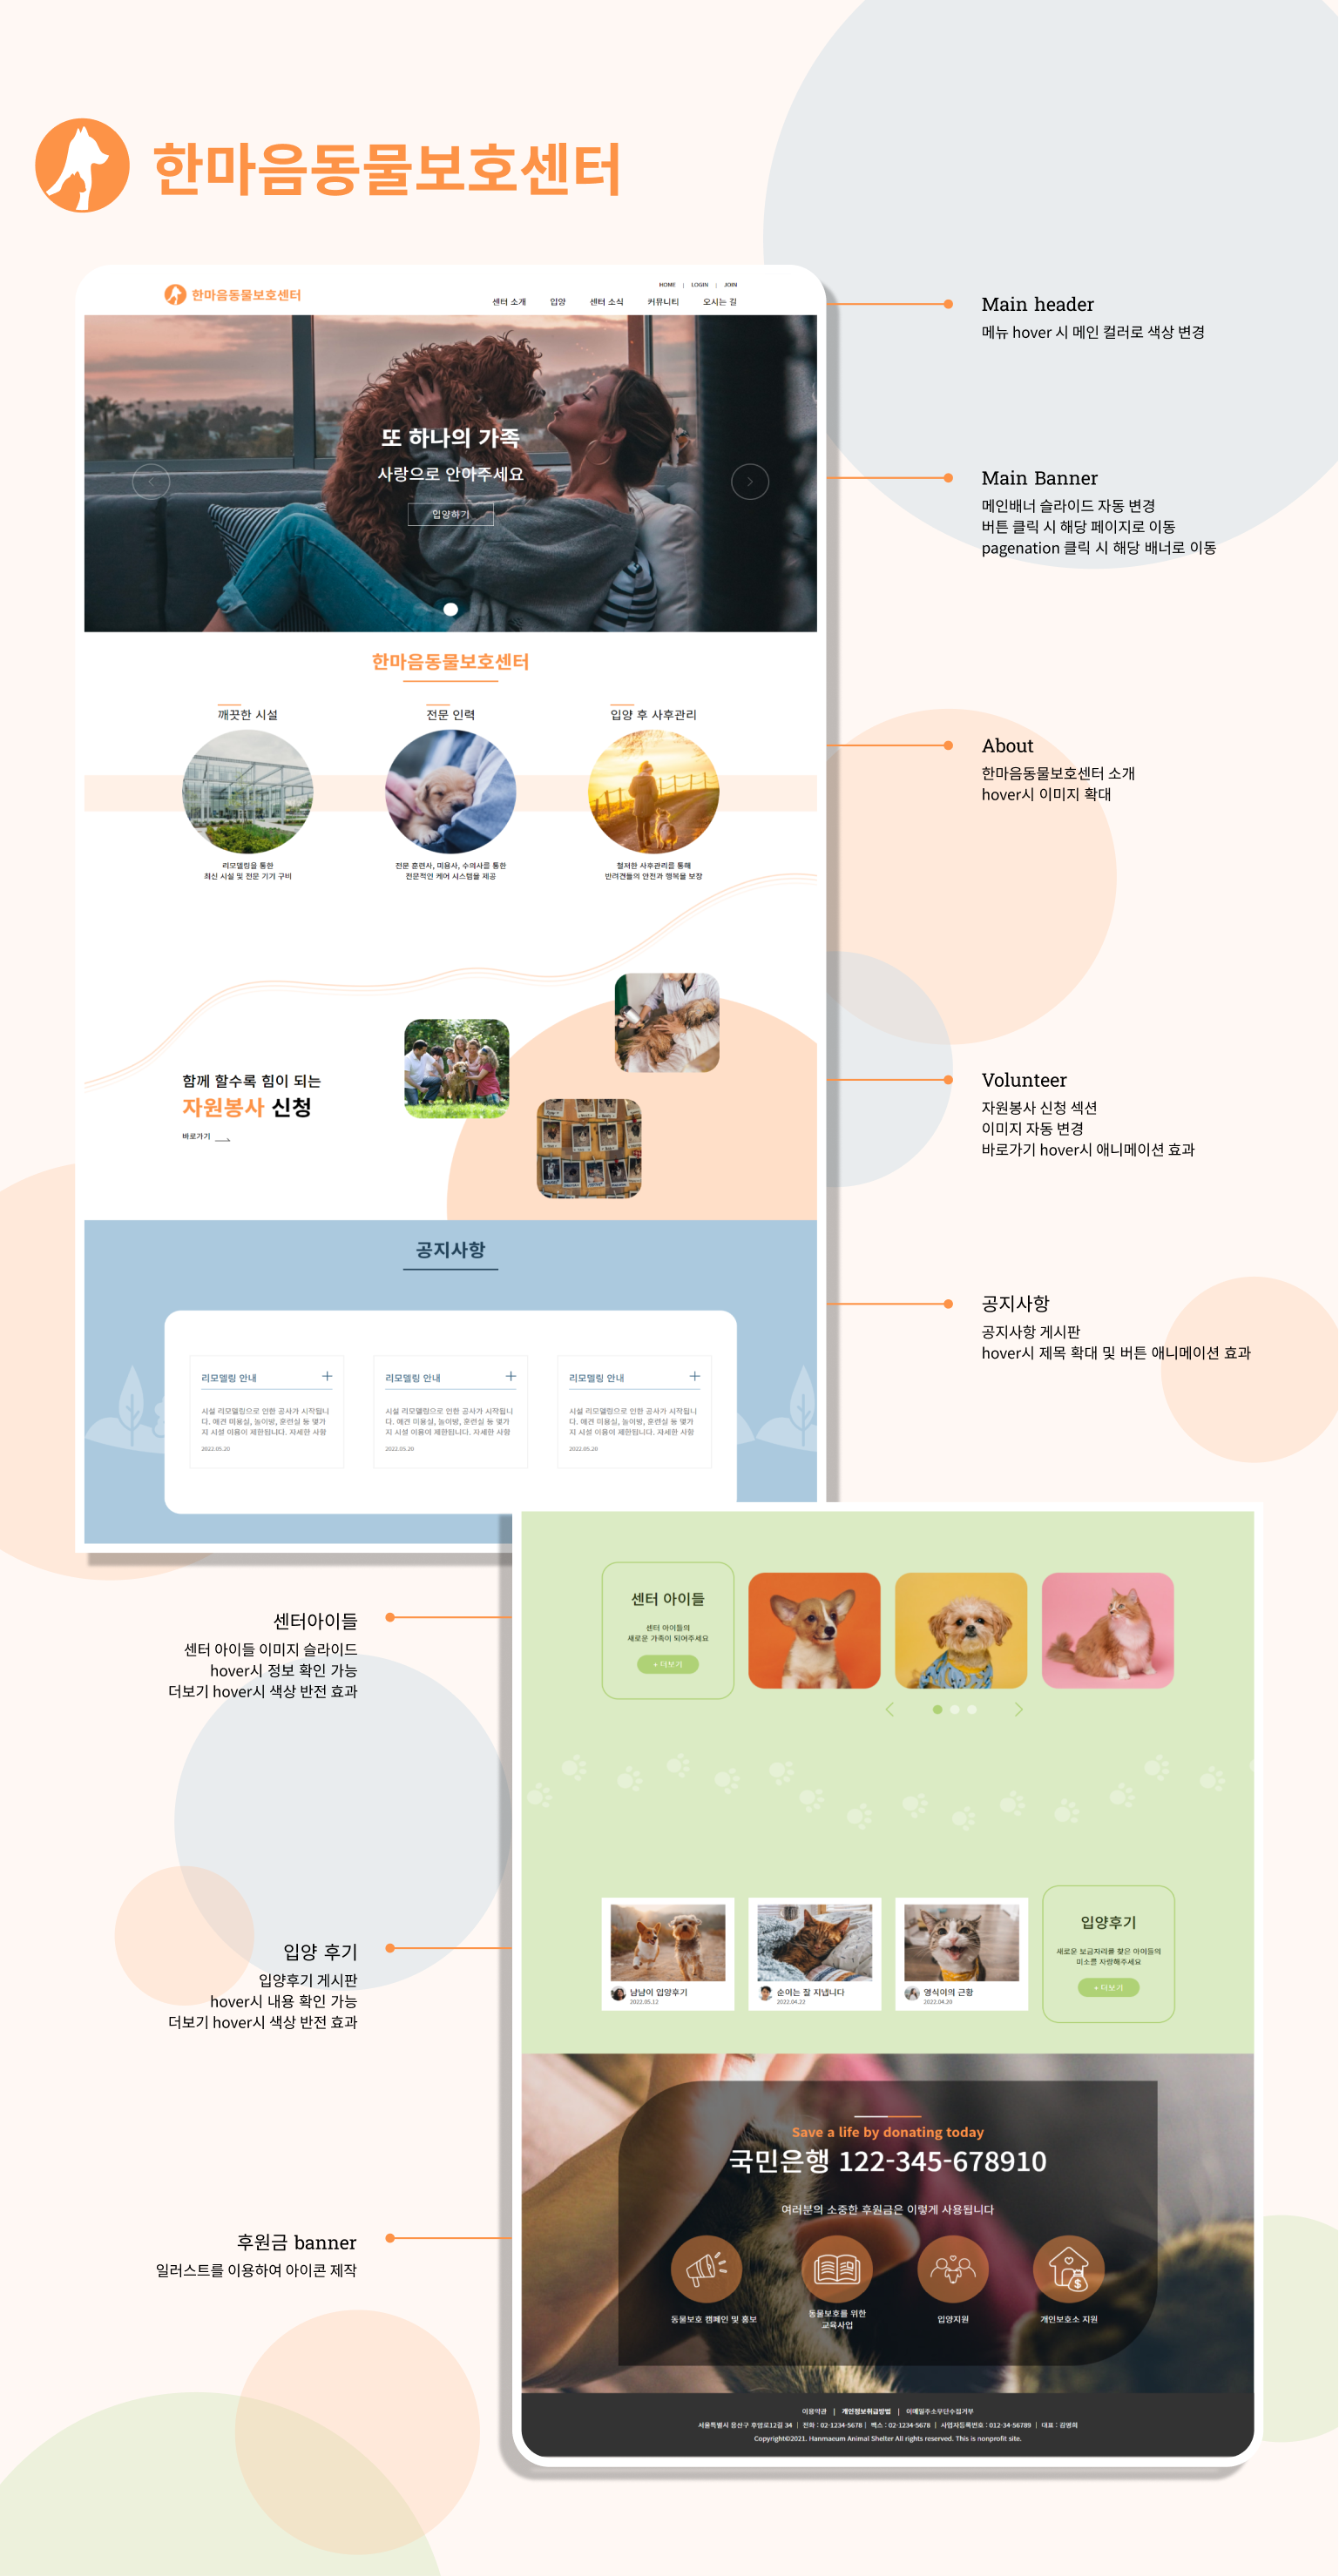 한마음동물보호센터
한마음동물보호센터
HOME | LOGIN | JOIN
센터 소개 입양 센터 소식 커뮤니티 오시는 길
또 하나의 가족
사랑으로 안아주세요
입양하기
Main header
메뉴 hover 시 메인 컬러로 색상 변경
Main Banner
메인배너 슬라이드 자동 변경
버튼 클릭 시 해당 페이지로 이동
pagenation 클릭 시 해당 배너로 이동
한마음동물보호센터
깨끗한 시설
전문 인력
입양 후 사후관리
리모델링을 통한
최신 시설 및 전문 기기 구비
전문 훈련사, 미용사, 수의사를 통한
전문적인 케어 시스템을 제공
철저한 사후관리를 통해
반려견들의 안전과 행복을 보장
About
한마음동물보호센터 소개
hover시 이미지 확대
함께 할수록 힘이 되는
자원봉사 신청
바로가기
Volunteer
자원봉사 신청 섹션
이미지 자동 변경
바로가기 hover시 애니메이션 효과
공지사항
공지사항
공지사항 게시판
hover시 제목 확대 및 버튼 애니메이션 효과
리모델링 안내
시설 리모델링으로 인한 공사가 시작됩니
다. 애견 미용실, 놀이방, 훈련실 등 몇가
지 시설 이용이 제한됩니다. 자세한 사항
2022.05.20
리모델링 안내
시설 리모델링으로 인한 공사가 시작됩니
다. 애견 미용실, 놀이방, 훈련실 등 몇가
지 시설 이용이 제한됩니다. 자세한 사항
2022.05.20
리모델링 안내
시설 리모델링으로 인한 공사가 시작됩니
다. 애견 미용실, 놀이방, 훈련실 등 몇가
지 시설 이용이 제한됩니다. 자세한 사항
2022.05.20
센터아이들
센터 아이들 이미지 슬라이드
hover시 정보 확인 가능
더보기 hover시 색상 반전 효과
센터 아이들
센터 아이들의
새로운 가족이 되어주세요
+ 더보기
입양 후기
입양후기 게시판
hover시 내용 확인 가능
더보기 hover시 색상 반전 효과
냠냠이 입양후기
2022.05.12
순이는 잘 지냅니다
2022.04.22
영식이의 근황
2022.04.20
입양후기
새로운 보금자리를 찾은 아이들의
미소를 자랑해주세요
+ 더보기
후원금 banner
일러스트를 이용하여 아이콘 제작
Save a life by donating today
국민은행 122-345-678910
여러분의 소중한 후원금은 이렇게 사용됩니다
동물보호 캠페인 및 홍보
동물보호를 위한
교육사업
입양지원
개인보호소 지원
이용약관 | 개인정보취급방법 | 이메일주소무단수집거부
서울특별시 용산구 후암로12길 34 | 전화 : 02-1234-5678 | 팩스 : 02-1234-5678 | 사업자등록번호 : 012-34-56789 | 대표 : 김명희
Copyright©2021. Hanmaeum Animal Shelter All rights reserved. This is nonprofit site.